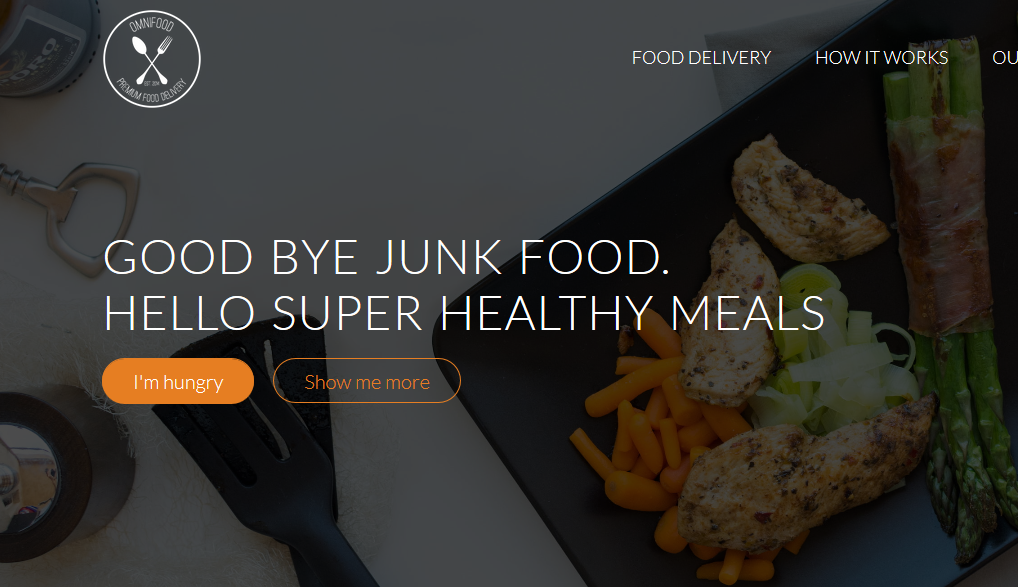 OMNIFOOD
EST 2014
PREMIUM FOOD DELIVERY
FOOD DELIVERY
HOW IT WORKS
OU
GOOD BYE JUNK FOOD.
HELLO SUPER HEALTHY MEALS
I'm hungry
Show me more